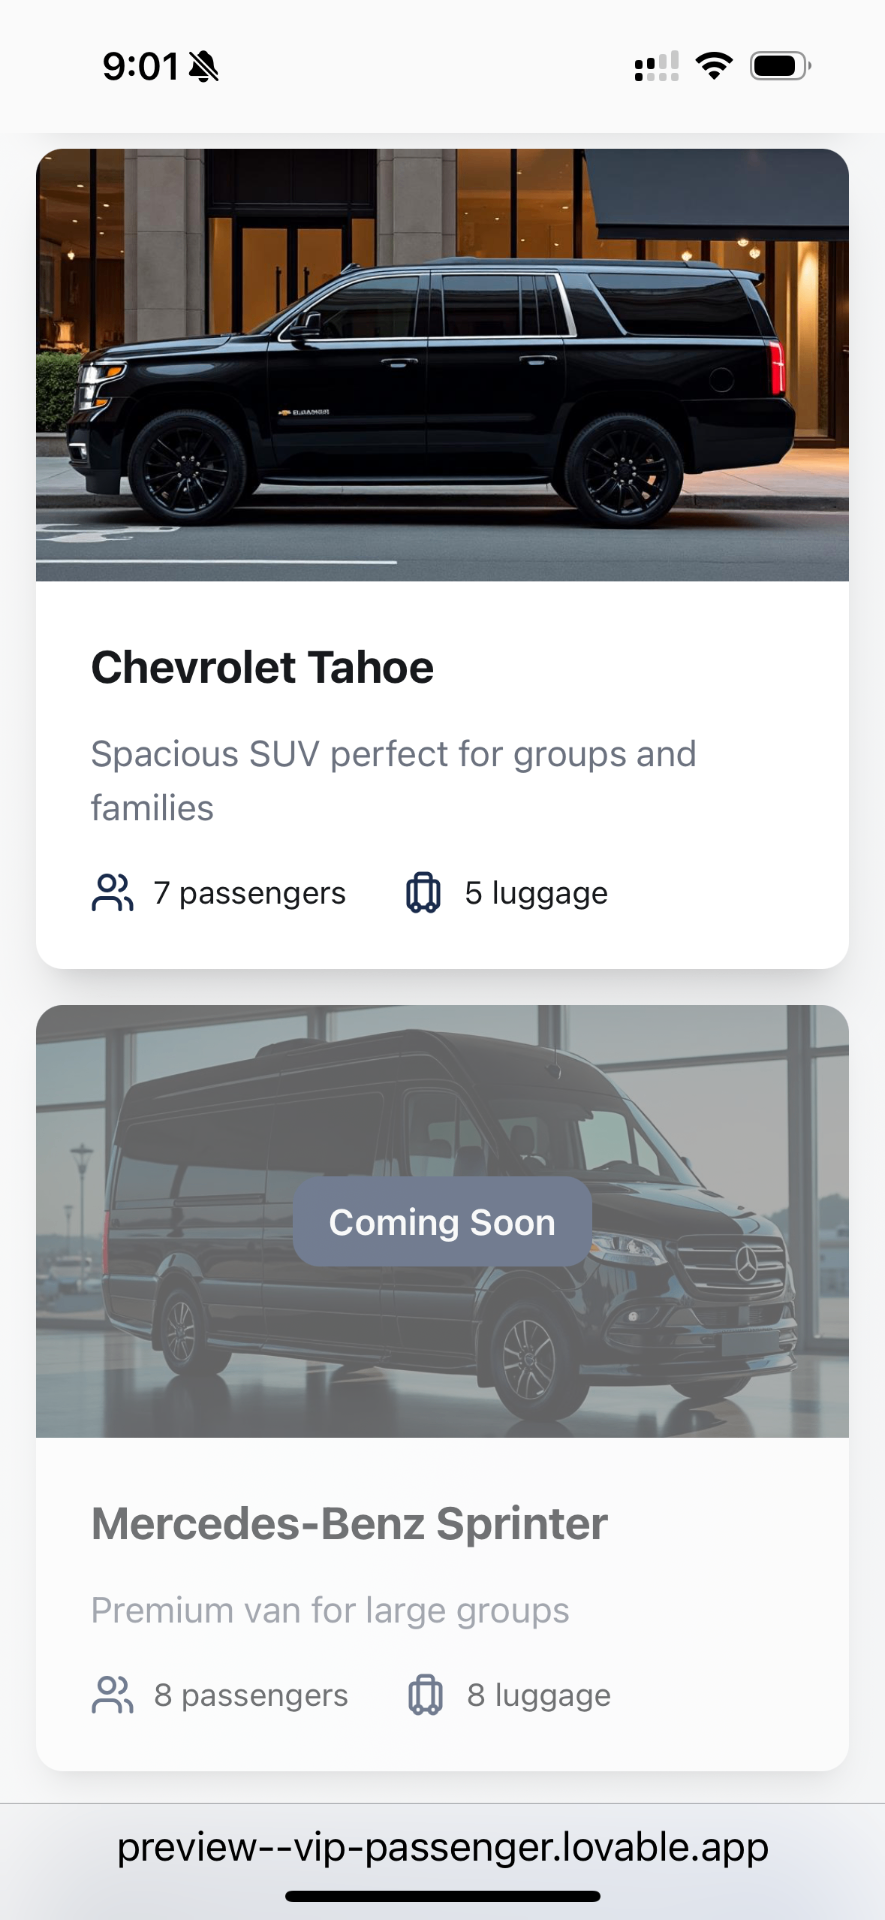 9:01
Chevrolet Tahoe
Spacious SUV perfect for groups and
families
7 passengers 5 luggage
Coming Soon
Mercedes-Benz Sprinter
Premium van for large groups
8 passengers 8 luggage
preview--vip-passenger.lovable.app